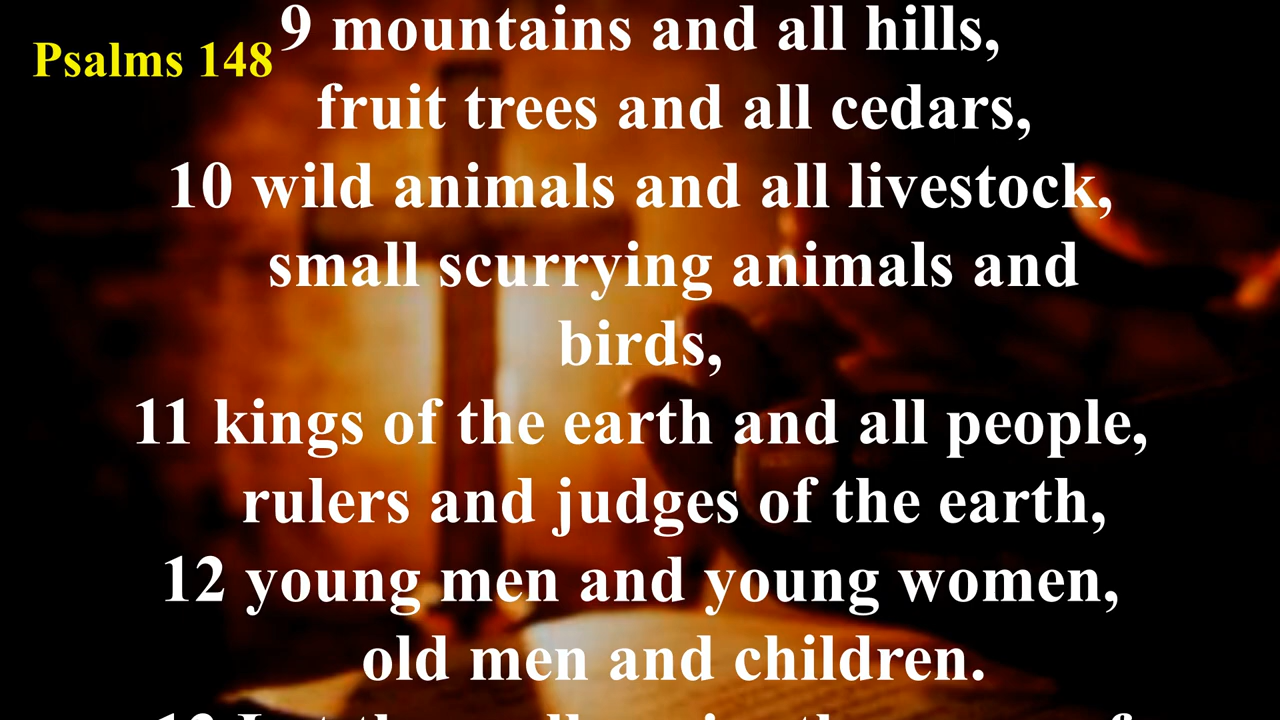 Psalms 148
9 mountains and all hills,
fruit trees and all cedars,
10 wild animals and all livestock,
small scurrying animals and
birds,
11 kings of the earth and all people,
rulers and judges of the earth,
12 young men and young women,
old men and children.